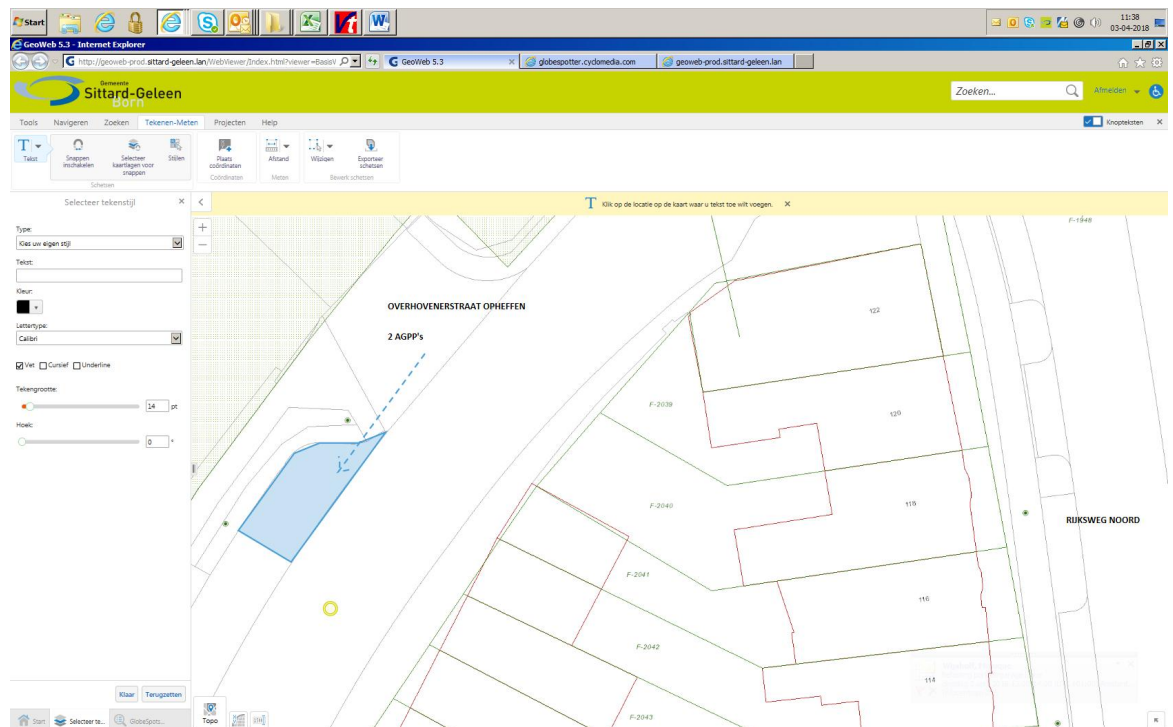 Start
11:38
03-04-2018
GeoWeb 5.3 - Internet Explorer
http://geoweb-prod.sittard-geleen.lan/WebViewer/Index.html?viewer=BasisV
GeoWeb 5.3
globespotter.cyclomedia.com
geoweb-prod.sittard-geleen.lan
Gemeente
Sittard-Geleen
Born
Zoeken...
Afmelden
Tools Navigeren Zoeken Tekenen-Meten Projecten Help
Knopteksten
Tekst
Snappen inschakelen
Selecteer kaartlagen voor snappen
Stijlen
Plaats coördinaten
Afstand
Wijzigen
Exporteer schetsen
Schetsen
Coördinaten
Meten
Bewerk schetsen
Selecteer tekenstijl
Klik op de locatie op de kaart waar u tekst toe wilt voegen.
Type:
Kies uw eigen stijl
Tekst:
Kleur:
Lettertype:
Calibri
Vet Cursief Underline
Tekengrootte:
14 pt
Hoek:
0 °
Klaar Terugzetten
Start Selecteer te... GlobeSpott...
Topo
OVERHOVENERSTRAAT OPHEFFEN
2 AGPP's
F-1948
122
F-2039
120
F-2040
118
RIJKSWEG NOORD
F-2041
116
F-2042
114
F-2043